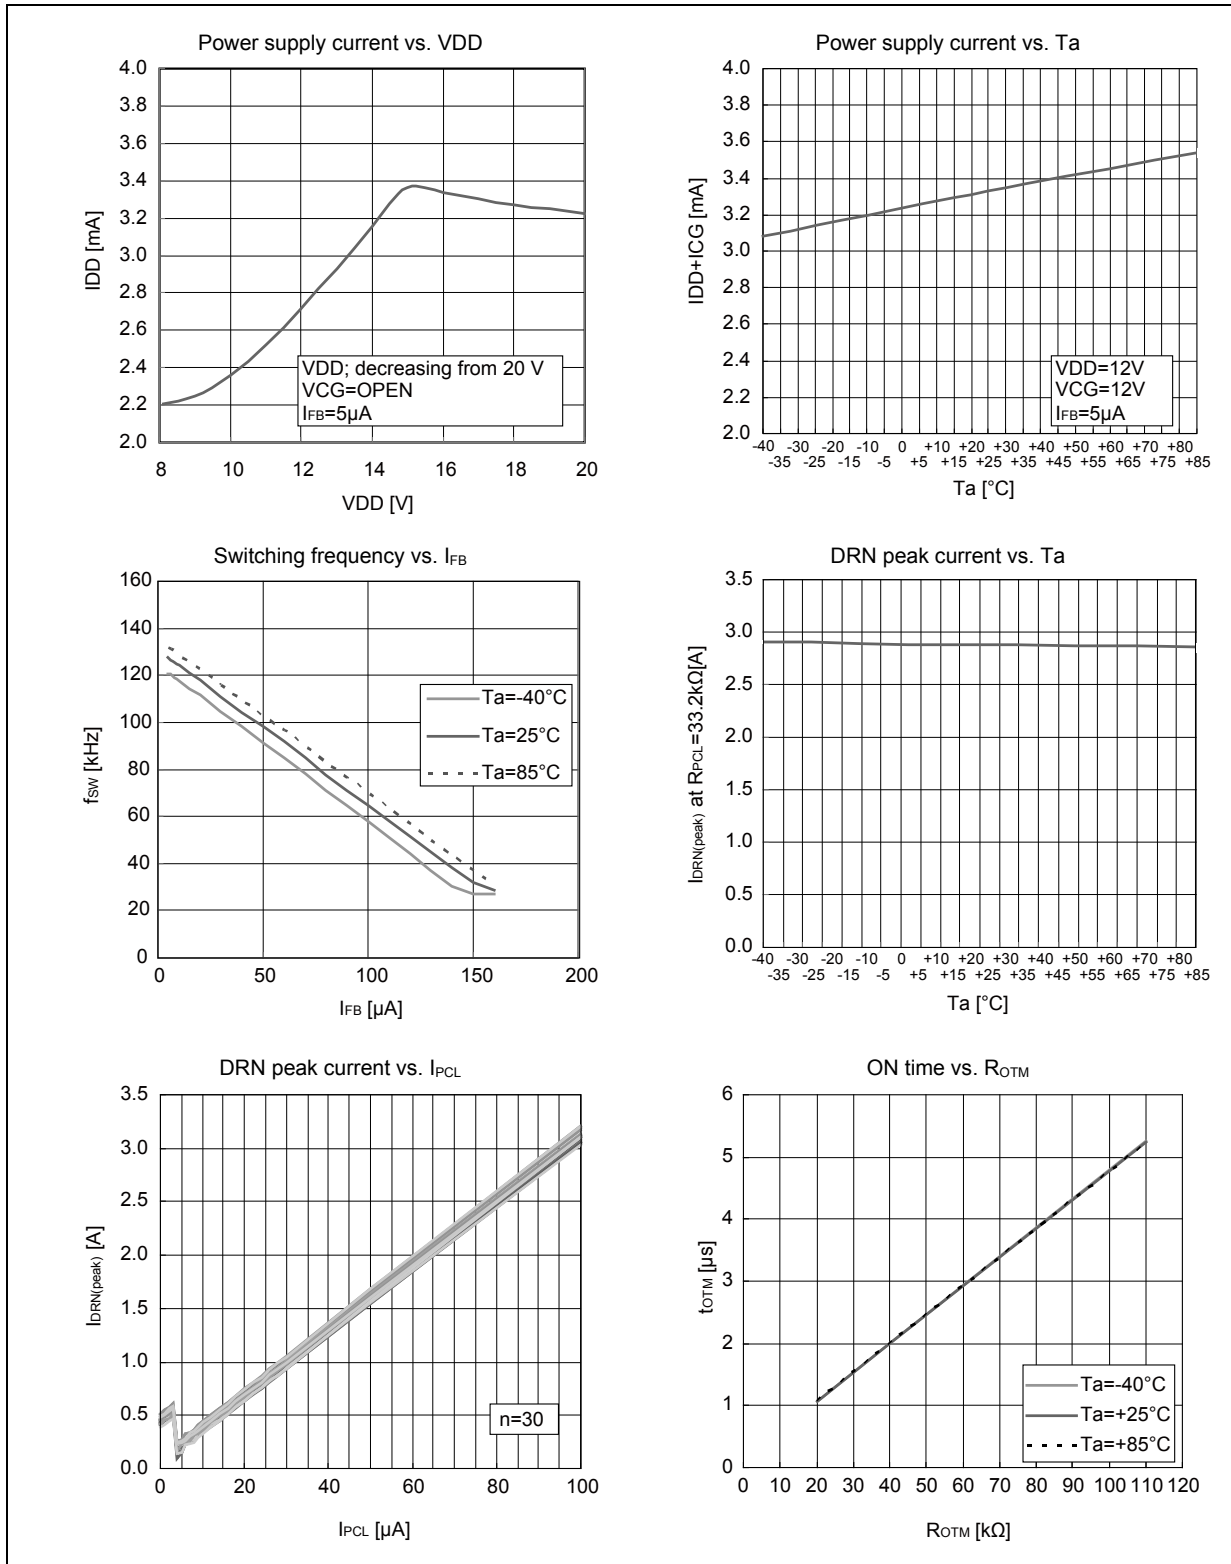 Power supply current vs. VDD
4.0
3.8
3.6
3.4
3.2
3.0
2.8
2.6
2.4
2.2
2.0
IDD [mA]
VDD; decreasing from 20 V
VCG=OPEN
IFB=5µA
8 10 12 14 16 18 20
VDD [V]
Power supply current vs. Ta
4.0
3.8
3.6
3.4
3.2
3.0
2.8
2.6
2.4
2.2
2.0
IDD+ICG [mA]
VDD=12V
VCG=12V
IFB=5µA
-40 -30 -20 -10 0 +10 +20 +30 +40 +50 +60 +70 +80
-35 -25 -15 -5 +5 +15 +25 +35 +45 +55 +65 +75 +85
Ta [°C]
Switching frequency vs. IFB
160
140
120
100
80
60
40
20
0
fSW [kHz]
Ta=-40°C
Ta=25°C
Ta=85°C
0 50 100 150 200
IFB [µA]
DRN peak current vs. Ta
3.5
3.0
2.5
2.0
1.5
1.0
0.5
0.0
IDRN(peak) at RPCL=33.2kΩ[A]
-40 -30 -20 -10 0 +10 +20 +30 +40 +50 +60 +70 +80
-35 -25 -15 -5 +5 +15 +25 +35 +45 +55 +65 +75 +85
Ta [°C]
DRN peak current vs. IPCL
3.5
3.0
2.5
2.0
1.5
1.0
0.5
0.0
IDRN(peak) [A]
n=30
0 20 40 60 80 100
IPCL [µA]
ON time vs. ROTM
6
5
4
3
2
1
0
tOTM [µs]
Ta=-40°C
Ta=+25°C
Ta=+85°C
0 10 20 30 40 50 60 70 80 90 100 110 120
ROTM [kΩ]